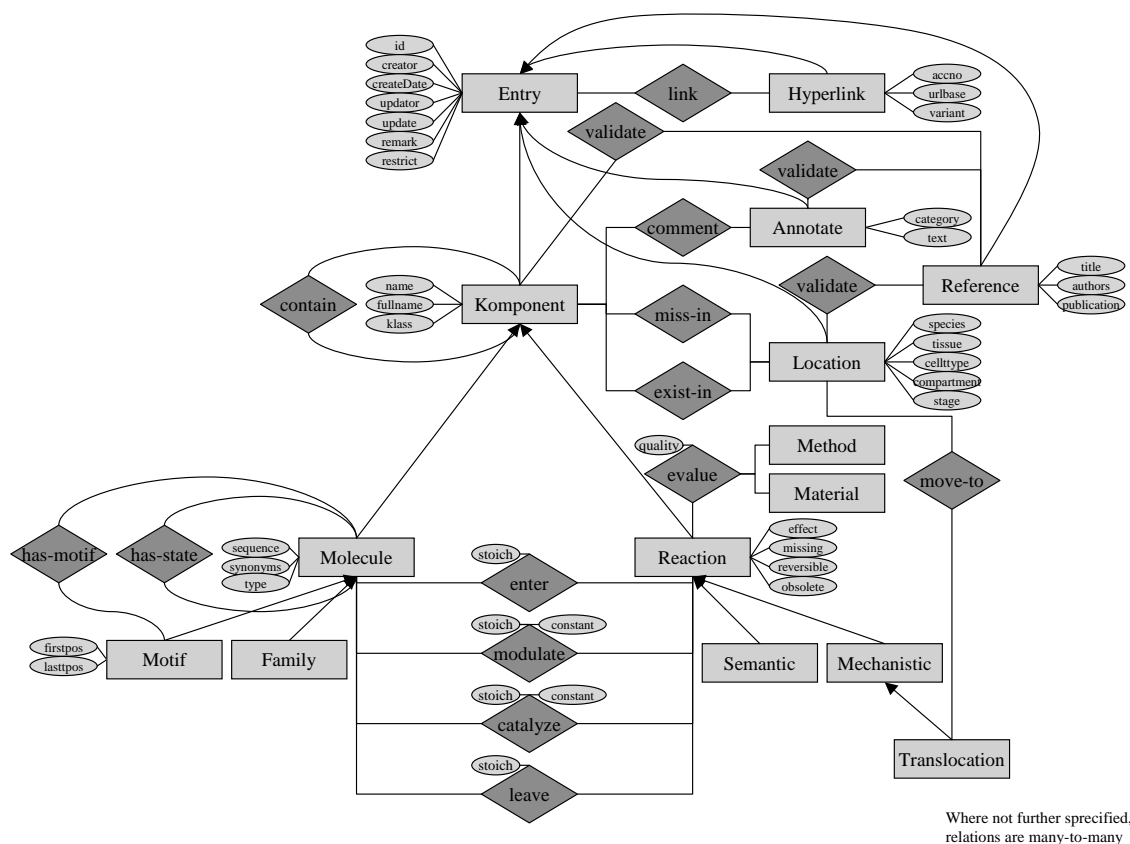 id
creator
createDate
updator
update
remark
restrict
Entry
link
Hyperlink
accno
urlbase
variant
validate
validate
comment
Annotate
category
text
contain
name
fullname
klass
Komponent
validate
Reference
title
authors
publication
miss-in
exist-in
Location
species
tissue
cellttype
compartment
stage
quality
evalue
Method
Material
move-to
has-motif
has-state
sequence
synonyms
type
Molecule
stoich
enter
Reaction
effect
missing
reversible
obsolete
firstpos
lasttpos
Motif
Family
stoich
constant
modulate
Semantic
Mechanistic
stoich
constant
catalyze
Translocation
stoich
leave
Where not further sprecified,
relations are many-to-many